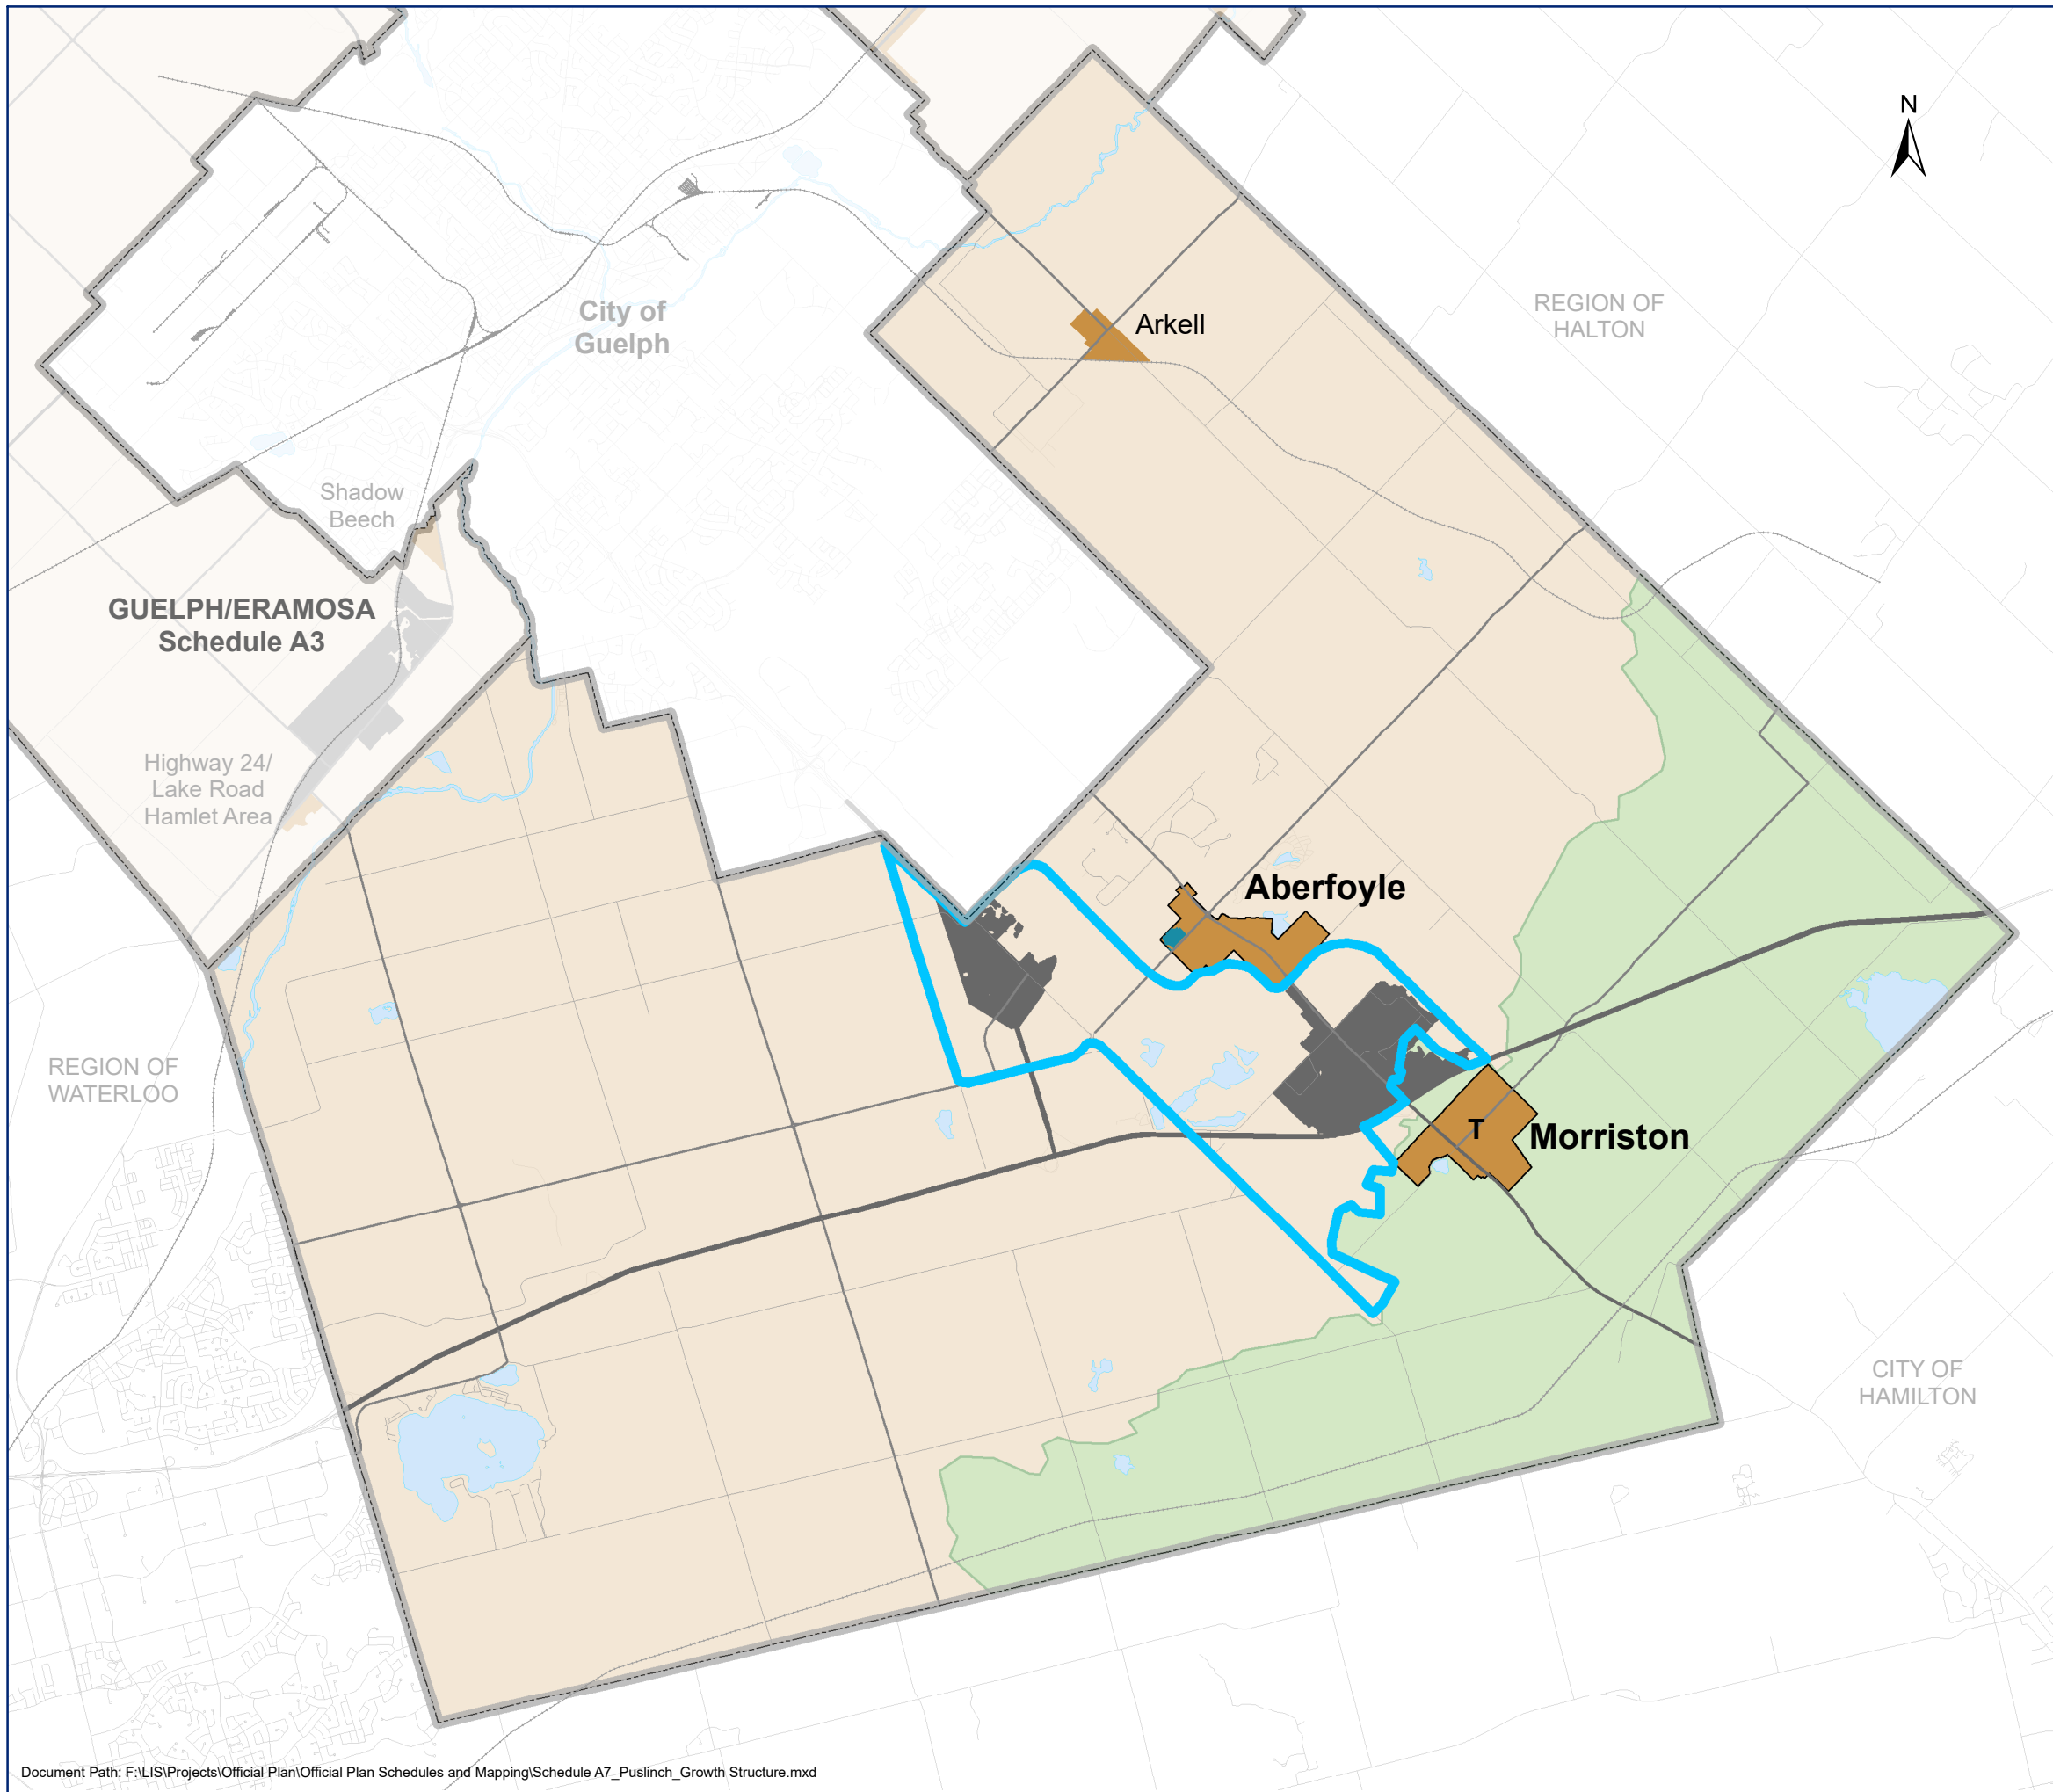 N
REGION OF
HALTON
City of
Guelph
Arkell
Shadow
Beech
GUELPH/ERAMOSA
Schedule A3
Highway 24/
Lake Road
Hamlet Area
Aberfoyle
REGION OF
WATERLOO
T
Morriston
CITY OF
HAMILTON
Document Path: F:\LIS\Projects\Official Plan\Official Plan Schedules and Mapping\Schedule A7_Puslinch_Growth Structure.mxd